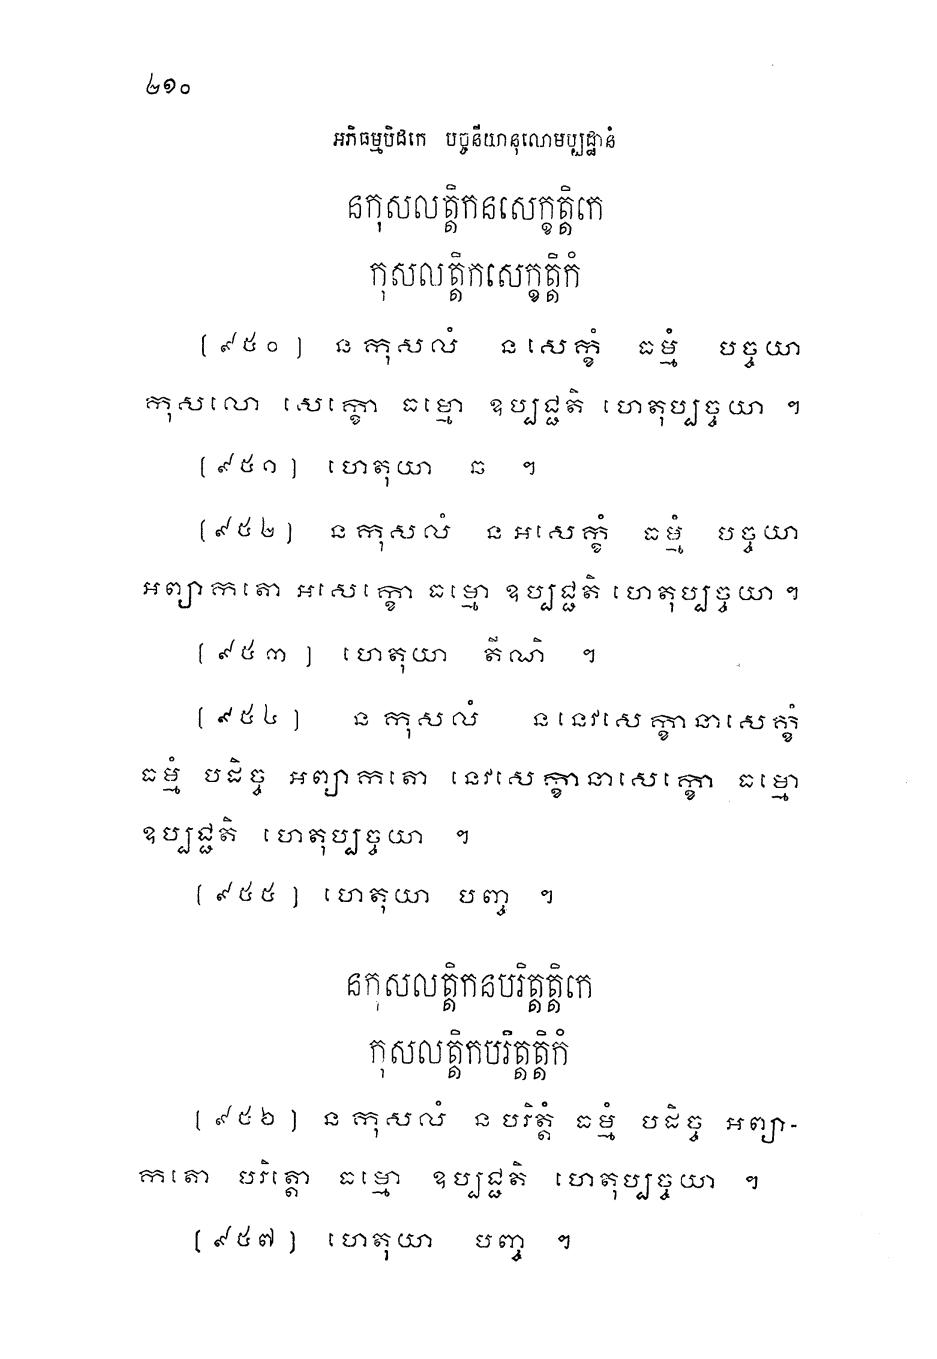 ២១០
អភិធម្មបិដកេ បច្ចនីយានុលោមប្បដ្ឋានំ
នកុសលត្តិកនសេក្ខត្តិកេ
កុសលត្តិកសេក្ខត្តិកំ
[៩៥០] ន កុសលំ ន សេក្ខំ ធម្មំ បច្ចយា
កុសលោ សេក្ខោ ធម្មោ ឧប្បជ្ជតិ ហេតុប្បច្ចយា ។
[៩៥១] ហេតុយា ឆ ។
[៩៥២] ន កុសលំ ន អសេក្ខំ ធម្មំ បច្ចយា
អព្យាកតោ អសេក្ខោ ធម្មោ ឧប្បជ្ជតិ ហេតុប្បច្ចយា ។
[៩៥៣] ហេតុយា តីណិ ។
[៩៥៤] ន កុសលំ ន នេវសេក្ខានាសេក្ខំ
ធម្មំ បដិច្ច អព្យាកតោ នេវសេក្ខានាសេក្ខោ ធម្មោ
ឧប្បជ្ជតិ ហេតុប្បច្ចយា ។
[៩៥៥] ហេតុយា បញ្ច ។
នកុសលត្តិកនបរិត្តត្តិកេ
កុសលត្តិកបរិត្តត្តិកំ
[៩៥៦] ន កុសលំ ន បរិត្តំ ធម្មំ បដិច្ច អព្យា-
កតោ បរិត្តោ ធម្មោ ឧប្បជ្ជតិ ហេតុប្បច្ចយា ។
[៩៥៧] ហេតុយា បញ្ច ។